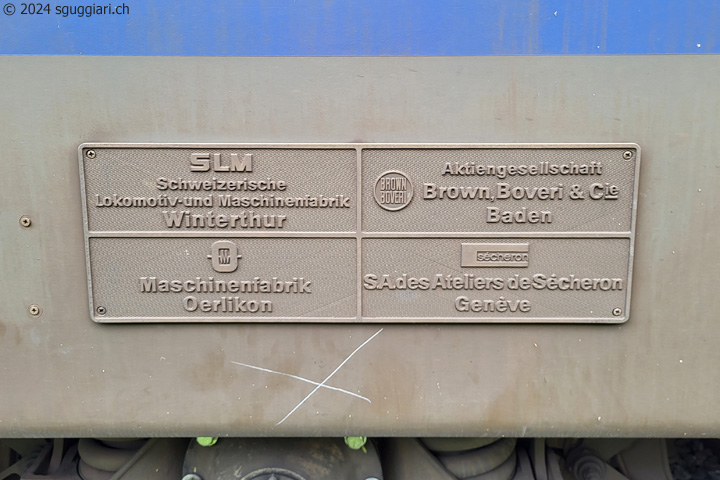 © 2024 sguggiari.ch
SLM
Schweizerische
Lokomotiv-und Maschinenfabrik
Winterthur
BROWN
BOVERI
Aktiengesellschaft
Brown, Boveri & Cie
Baden
M
Maschinenfabrik
Oerlikon
sécheron
S.A.des Ateliers de Sécheron
Genève